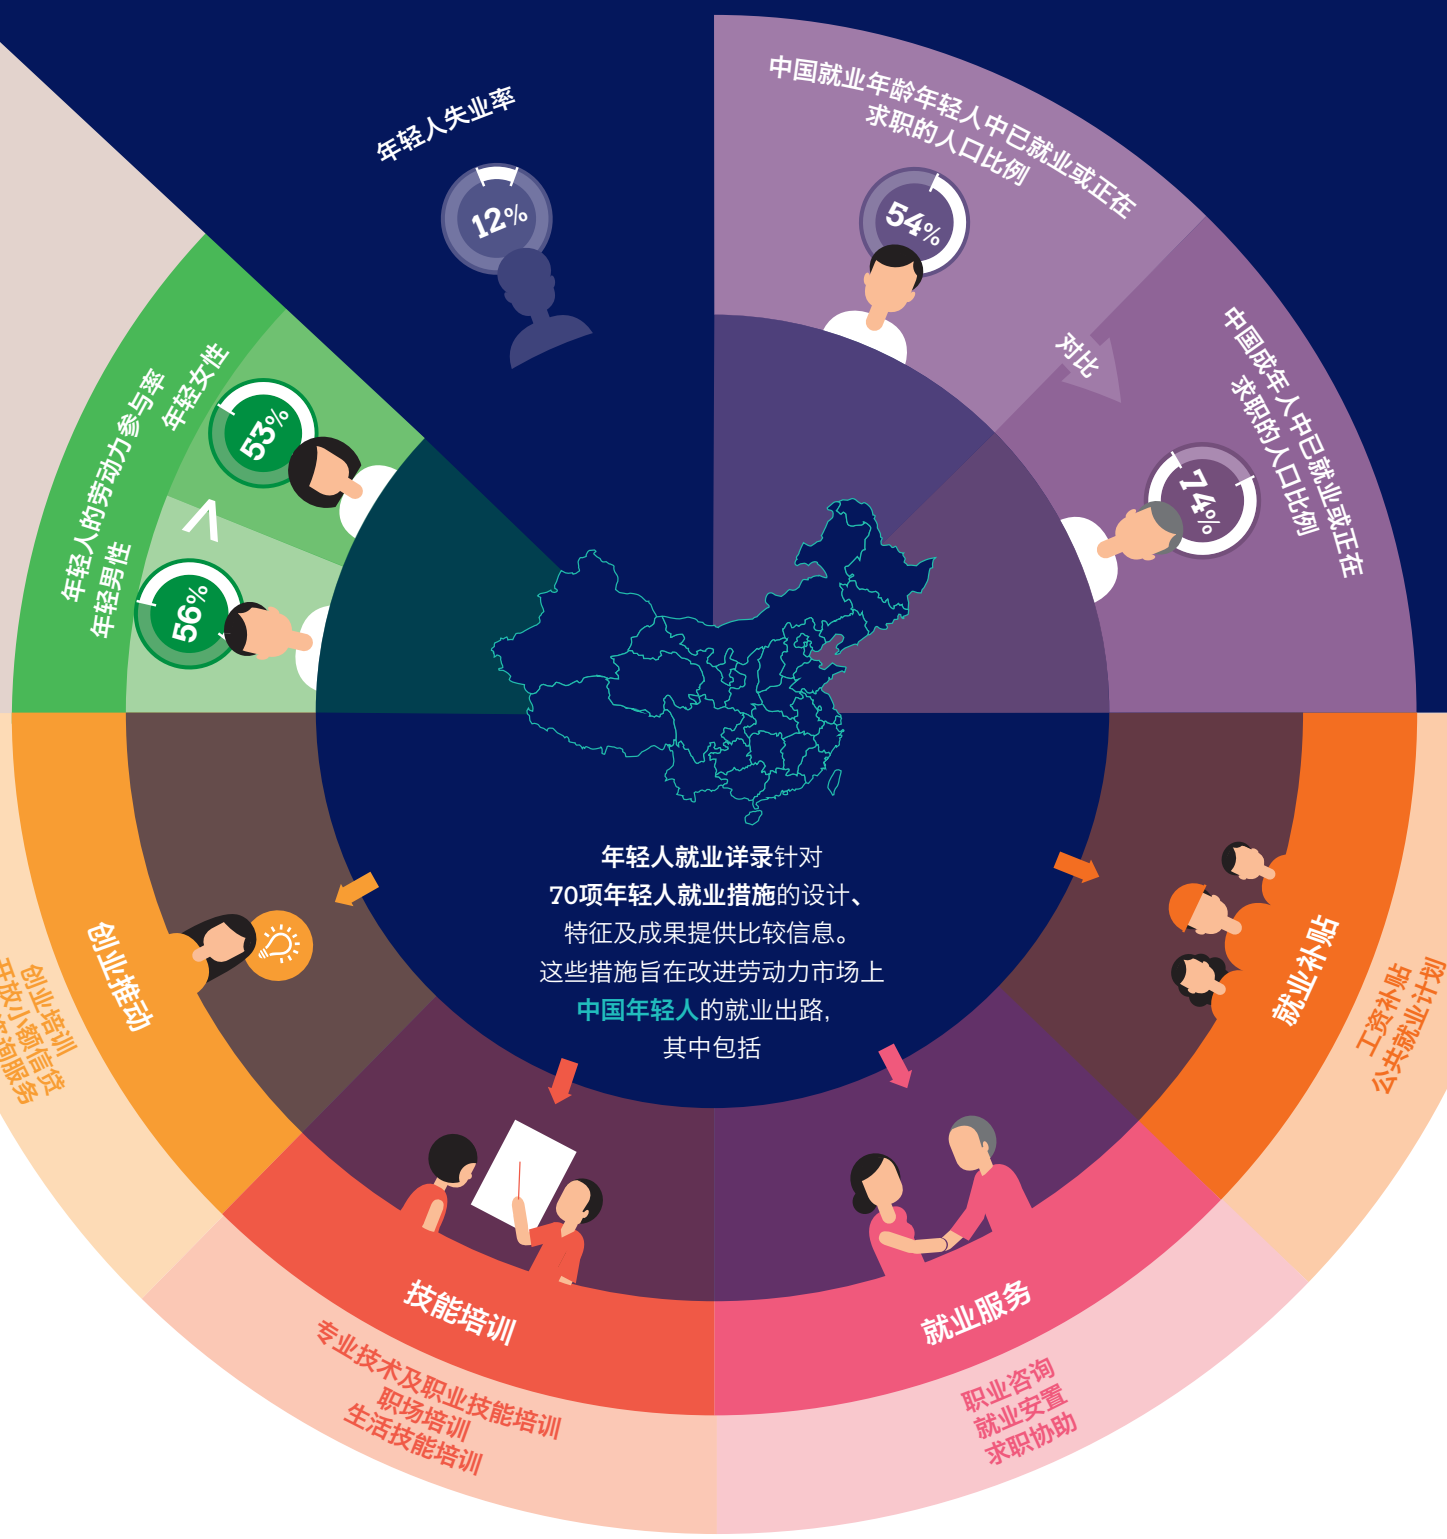 年轻人失业率
12%
中国就业年龄年轻人中已就业或正在
求职的人口比例
54%
对比
中国成年人中已就业或正在
求职的人口比例
74%
年轻人的劳动力参与率
年轻女性
53%
年轻男性
56%
年轻人就业详录针对
70项年轻人就业措施的设计、
特征及成果提供比较信息。
这些措施旨在改进劳动力市场上
中国年轻人的就业出路,
其中包括
创业推动
创业培训
开放小额信贷
询服务
技能培训
专业技术及职业技能培训
职场培训
生活技能培训
就业服务
职业咨询
就业安置
求职协助
就业补贴
工资补贴
公共就业计划